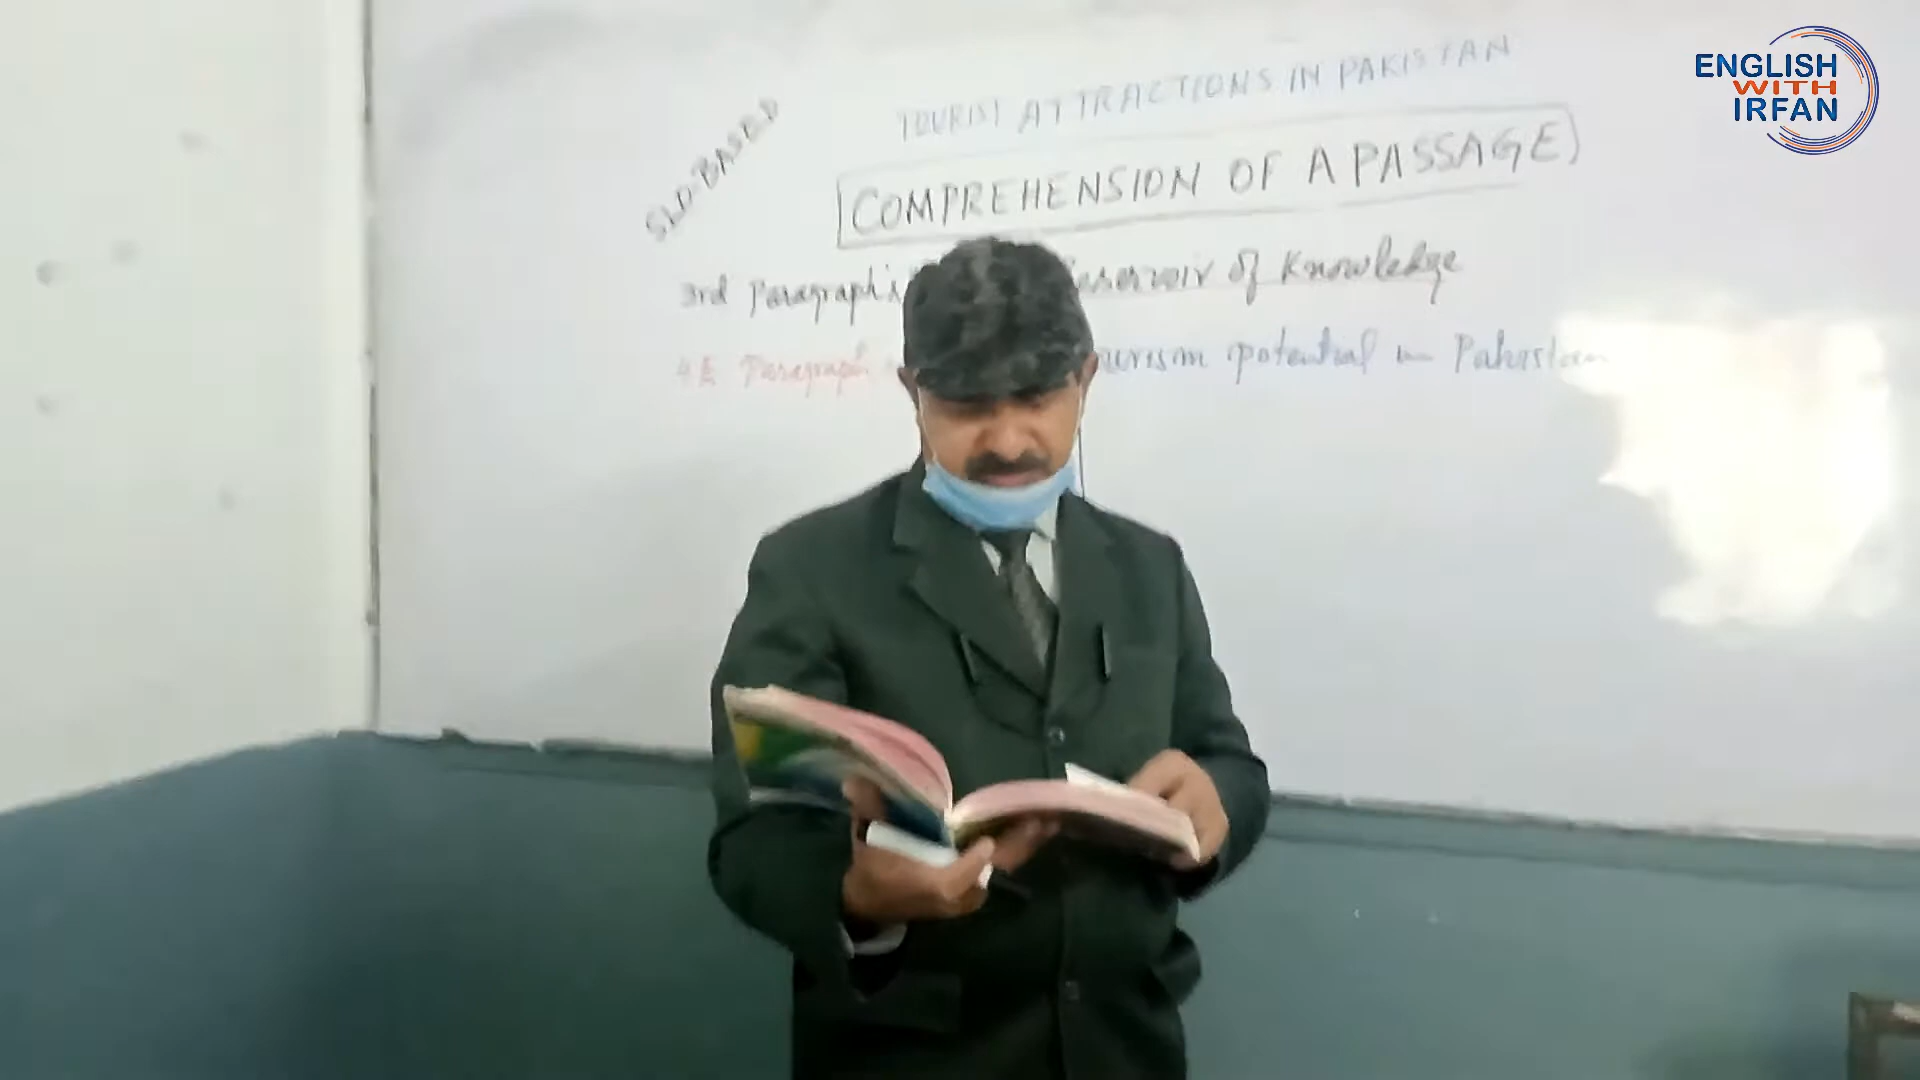 ENGLISH
WITH
IRFAN
TOURIST ATTRACTIONS IN PAKISTAN
SLO-BASED
COMPREHENSION OF A PASSAGE
3rd Paragraph's of Knowledge
4th Paragraph potential in Pakistan